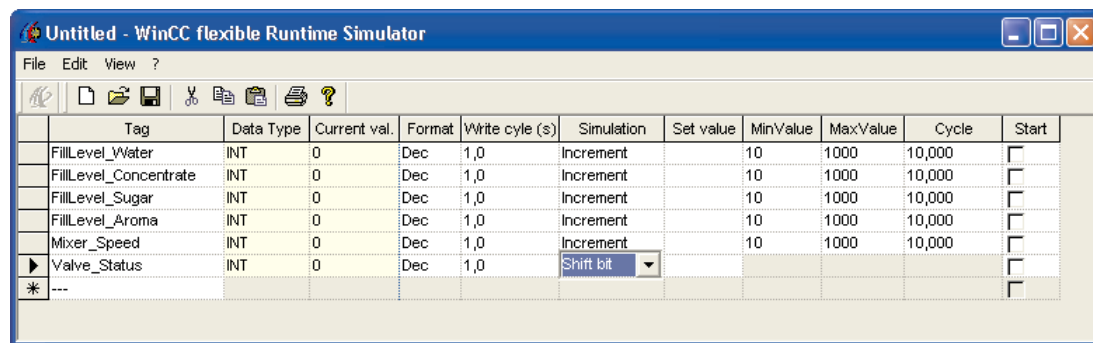 Untitled - WinCC flexible Runtime Simulator
File Edit View ?
Tag Data Type Current val. Format Write cyle (s) Simulation Set value MinValue MaxValue Cycle Start
FillLevel_Water INT 0 Dec 1,0 Increment 10 1000 10,000
FillLevel_Concentrate INT 0 Dec 1,0 Increment 10 1000 10,000
FillLevel_Sugar INT 0 Dec 1,0 Increment 10 1000 10,000
FillLevel_Aroma INT 0 Dec 1,0 Increment 10 1000 10,000
Mixer_Speed INT 0 Dec 1,0 Increment 10 1000 10,000
Valve_Status INT 0 Dec 1,0 Shift bit
---